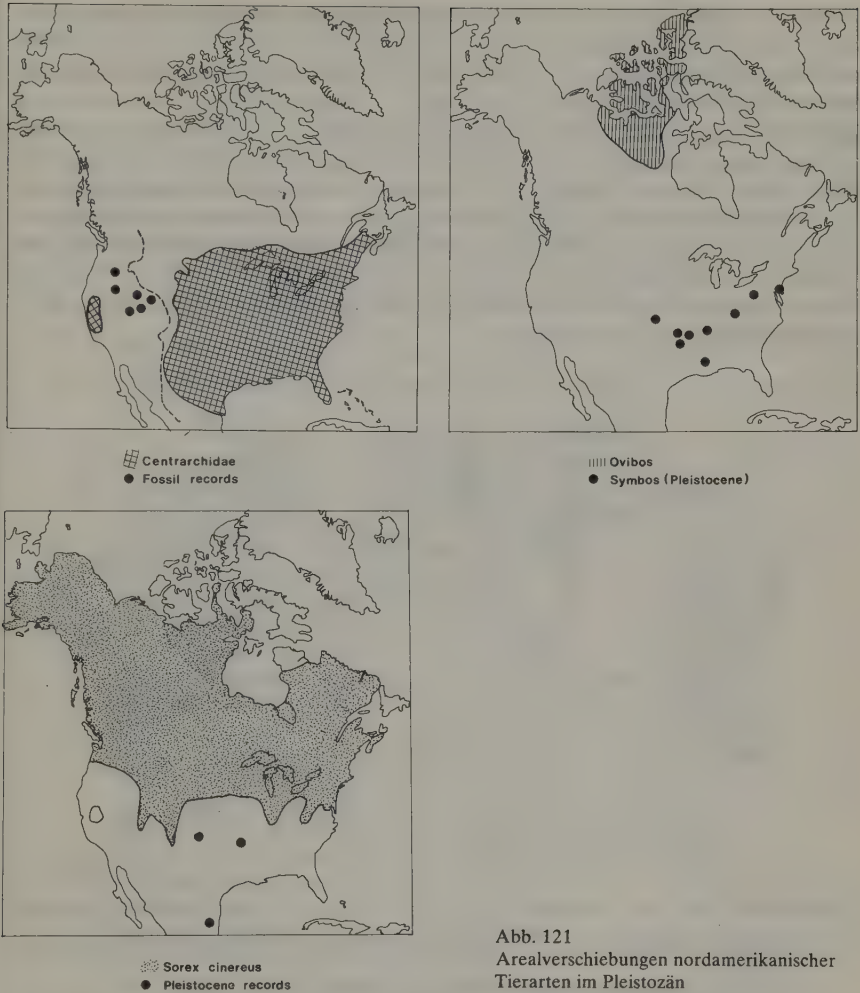 Centrarchidae
Fossil records
Ovibos
Symbos (Pleistocene)
Sorex cinereus
Pleistocene records
Abb. 121
Arealverschiebungen nordamerikanischer
Tierarten im Pleistozän